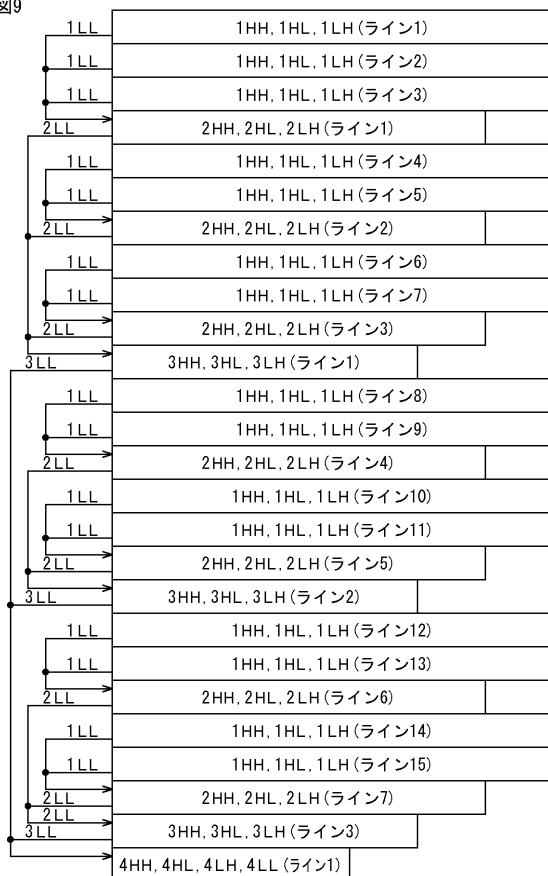 図9
1LL 1HH, 1HL, 1LH(ライン1)
1LL 1HH, 1HL, 1LH(ライン2)
1LL 1HH, 1HL, 1LH(ライン3)
2LL 2HH, 2HL, 2LH(ライン1)
1LL 1HH, 1HL, 1LH(ライン4)
1LL 1HH, 1HL, 1LH(ライン5)
2LL 2HH, 2HL, 2LH(ライン2)
1LL 1HH, 1HL, 1LH(ライン6)
1LL 1HH, 1HL, 1LH(ライン7)
2LL 2HH, 2HL, 2LH(ライン3)
3LL 3HH, 3HL, 3LH(ライン1)
1LL 1HH, 1HL, 1LH(ライン8)
1LL 1HH, 1HL, 1LH(ライン9)
2LL 2HH, 2HL, 2LH(ライン4)
1LL 1HH, 1HL, 1LH(ライン10)
1LL 1HH, 1HL, 1LH(ライン11)
2LL 2HH, 2HL, 2LH(ライン5)
3LL 3HH, 3HL, 3LH(ライン2)
1LL 1HH, 1HL, 1LH(ライン12)
1LL 1HH, 1HL, 1LH(ライン13)
2LL 2HH, 2HL, 2LH(ライン6)
1LL 1HH, 1HL, 1LH(ライン14)
1LL 1HH, 1HL, 1LH(ライン15)
2LL 2HH, 2HL, 2LH(ライン7)
2LL
3LL 3HH, 3HL, 3LH(ライン3)
4HH, 4HL, 4LH, 4LL(ライン1)